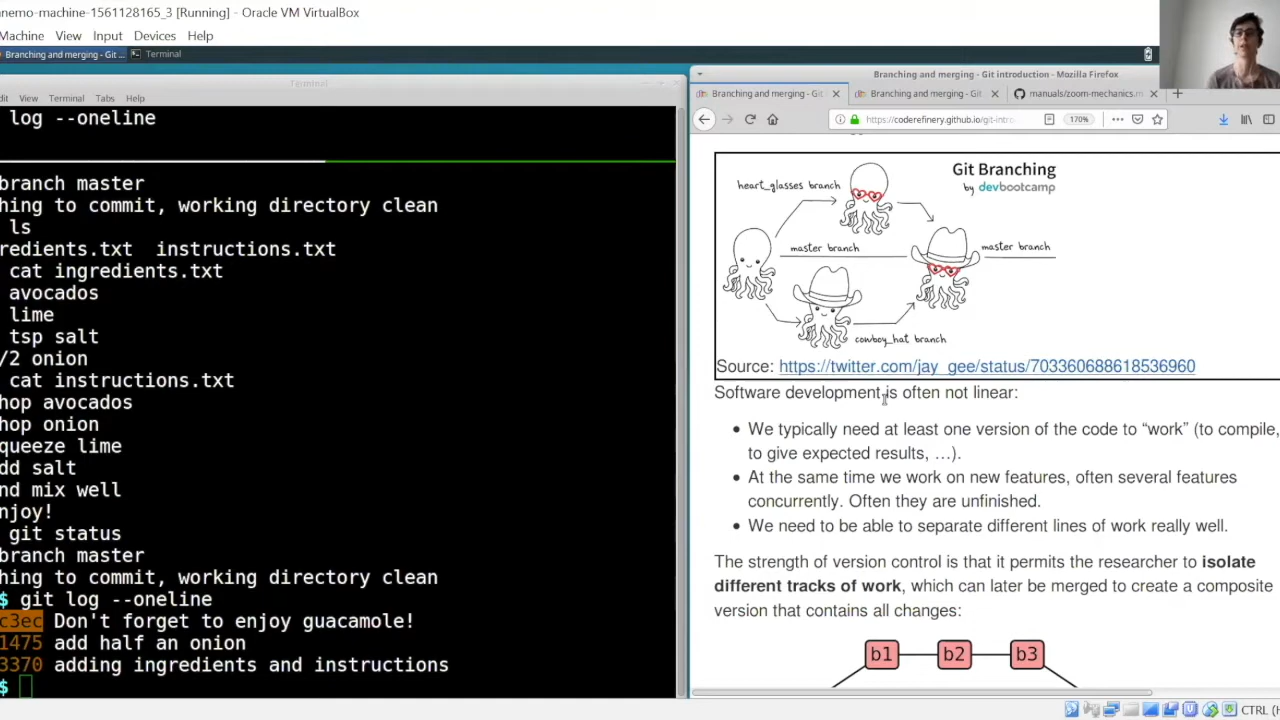 nemo-machine-1561128165_3 [Running] - Oracle VM VirtualBox
Machine View Input Devices Help
Branching and merging - Git ... Terminal
Terminal
dit View Terminal Tabs Help
log --oneline
branch master
hing to commit, working directory clean
ls
redients.txt instructions.txt
cat ingredients.txt
avocados
lime
tsp salt
/2 onion
cat instructions.txt
hop avocados
hop onion
queeze lime
dd salt
nd mix well
njoy!
git status
branch master
hing to commit, working directory clean
$ git log --oneline
c3ec Don't forget to enjoy guacamole!
1475 add half an onion
3370 adding ingredients and instructions
$
Branching and merging - Git introduction - Mozilla Firefox
Branching and merging - Git Branching and merging - Git manuals/zoom-mechanics.m
https://coderefinery.github.io/git-intro 170%
Git Branching
by devbootcamp
heart_glasses branch
master branch
master branch
cowboy_hat branch
Source: https://twitter.com/jay_gee/status/703360688618536960
Software development is often not linear:
• We typically need at least one version of the code to “work” (to compile,
to give expected results, …).
• At the same time we work on new features, often several features
concurrently. Often they are unfinished.
• We need to be able to separate different lines of work really well.
The strength of version control is that it permits the researcher to isolate
different tracks of work, which can later be merged to create a composite
version that contains all changes:
b1 b2 b3
CTRL (